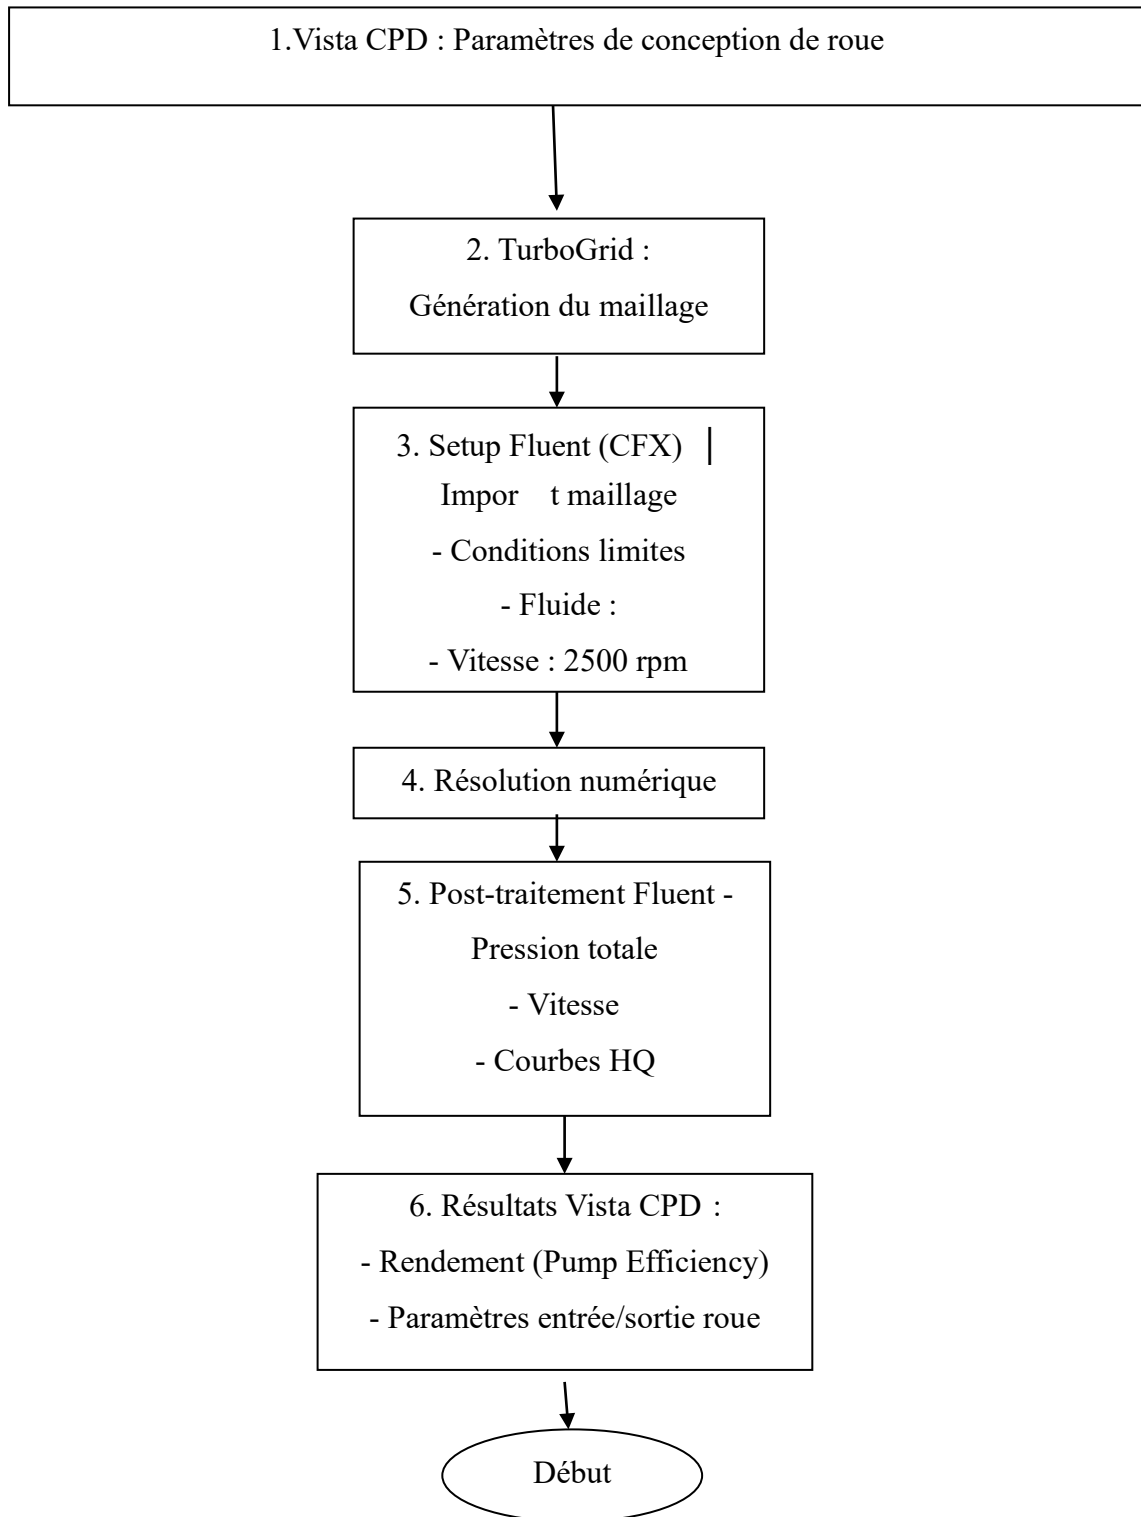 1.Vista CPD : Paramètres de conception de roue
2. TurboGrid :
Génération du maillage
3. Setup Fluent (CFX) |
Impor t maillage
- Conditions limites
- Fluide :
- Vitesse : 2500 rpm
4. Résolution numérique
5. Post-traitement Fluent -
Pression totale
- Vitesse
- Courbes HQ
6. Résultats Vista CPD :
- Rendement (Pump Efficiency)
- Paramètres entrée/sortie roue
Début